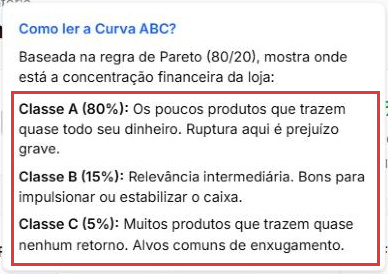 Como ler a Curva ABC?
Baseada na regra de Pareto (80/20), mostra onde
está a concentração financeira da loja:
Classe A (80%): Os poucos produtos que trazem
quase todo seu dinheiro. Ruptura aqui é prejuízo
grave.
Classe B (15%): Relevância intermediária. Bons para
impulsionar ou estabilizar o caixa.
Classe C (5%): Muitos produtos que trazem quase
nenhum retorno. Alvos comuns de enxugamento.